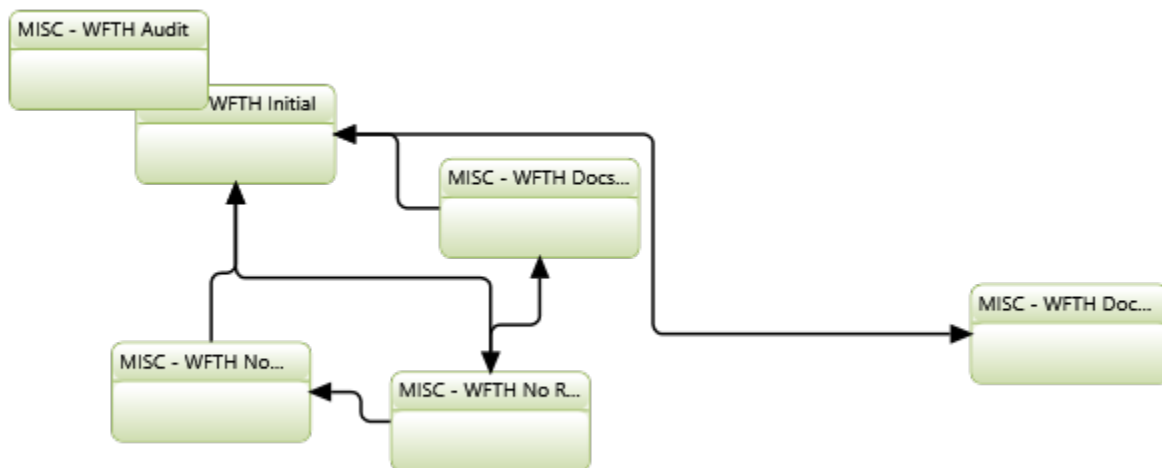 MISC - WFTH Audit
WFTH Initial
MISC - WFTH Docs...
MISC - WFTH Doc...
MISC - WFTH No...
MISC - WFTH No R...